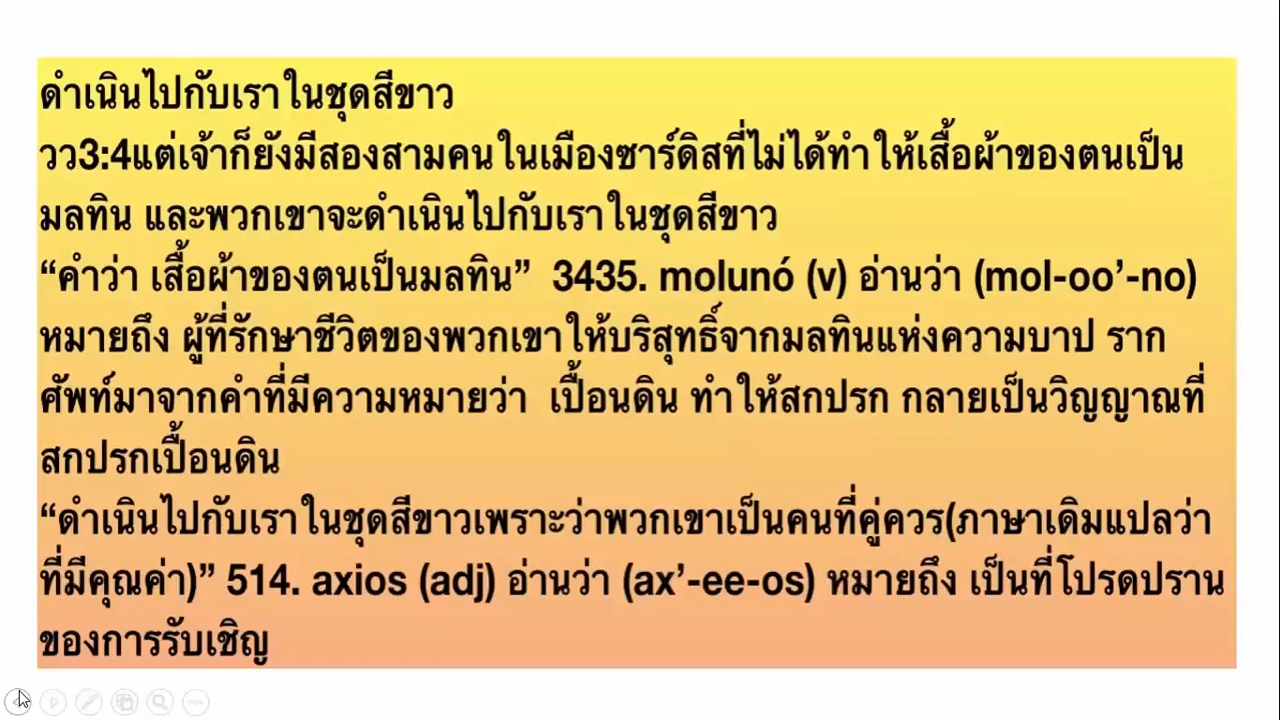 ดำเนินไปกับเราในชุดสีขาว
วว3:4แต่เจ้าก็ยังมีสองสามคนในเมืองซาร์ดิสที่ไม่ได้ทำให้เสื้อผ้าของตนเป็น
มลทิน และพวกเขาจะดำเนินไปกับเราในชุดสีขาว
“คำว่า เสื้อผ้าของตนเป็นมลทิน”  3435. molunó (v) อ่านว่า (mol-oo’-no)
หมายถึง ผู้ที่รักษาชีวิตของพวกเขาให้บริสุทธิ์จากมลทินแห่งความบาป ราก
ศัพท์มาจากคำที่มีความหมายว่า  เปื้อนดิน ทำให้สกปรก กลายเป็นวิญญาณที่
สกปรกเปื้อนดิน
“ดำเนินไปกับเราในชุดสีขาวเพราะว่าพวกเขาเป็นคนที่คู่ควร(ภาษาเดิมแปลว่า
ที่มีคุณค่า)” 514. axios (adj) อ่านว่า (ax’-ee-os) หมายถึง เป็นที่โปรดปราน
ของการรับเชิญ